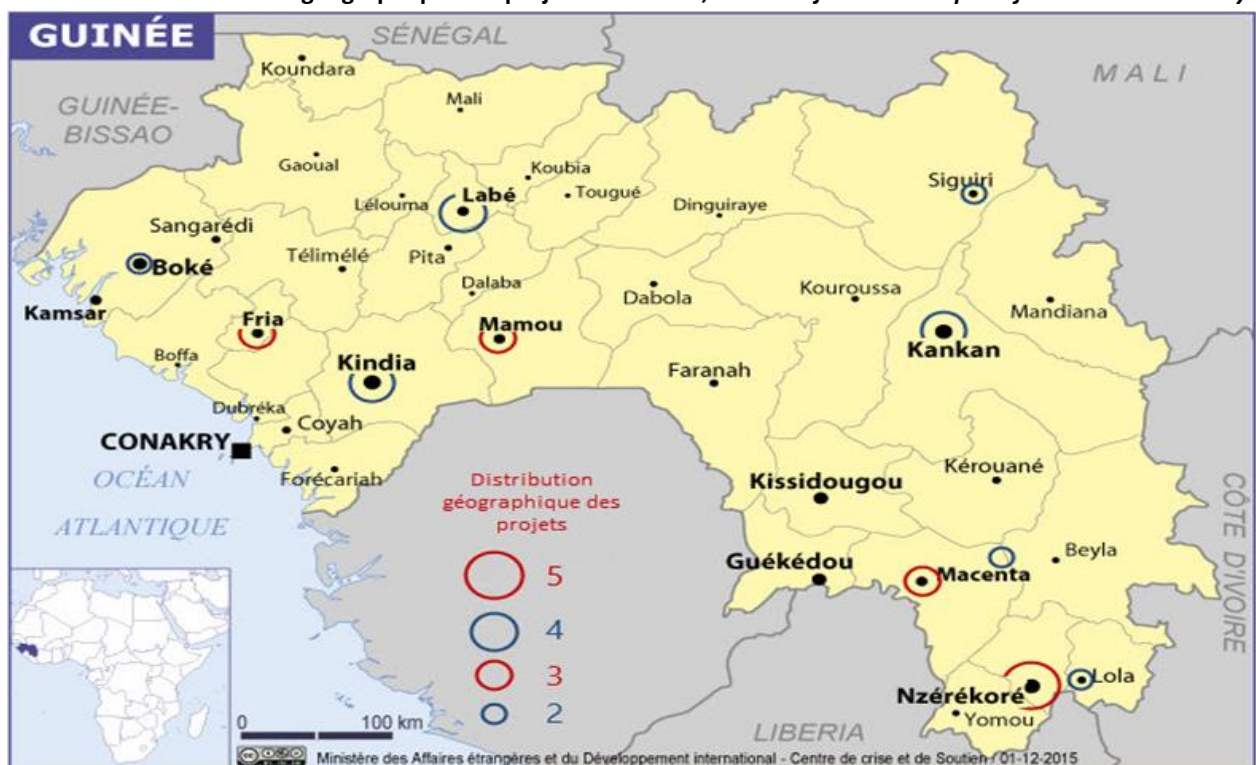 géographique
GUINÉE
SÉNÉGAL
MALI
GUINÉE-
BISSAO
Koundara
Mali
Gaoual
Koubia
Siguiri
Labé
Lélouma
Tougué
Dinguiraye
Sangarédi
Télimélé
Pita
Boké
Dalaba
Dabola
Kouroussa
Mandiana
Kamsar
Fria
Mamou
Boffa
Kindia
Kankan
Faranah
Dubréka
Coyah
CONAKRY
Forécariah
OCÉAN
ATLANTIQUE
Kérouané
Kissidougou
CÔTE D'IVOIRE
Distribution
géographique des
projets
5
4
3
2
Guékédou
Macenta
Beyla
Lola
Nzérékoré
Yomou
LIBERIA
0 100 km
Ministère des Affaires étrangères et du Développement international - Centre de crise et de Soutien / 01-12-2015